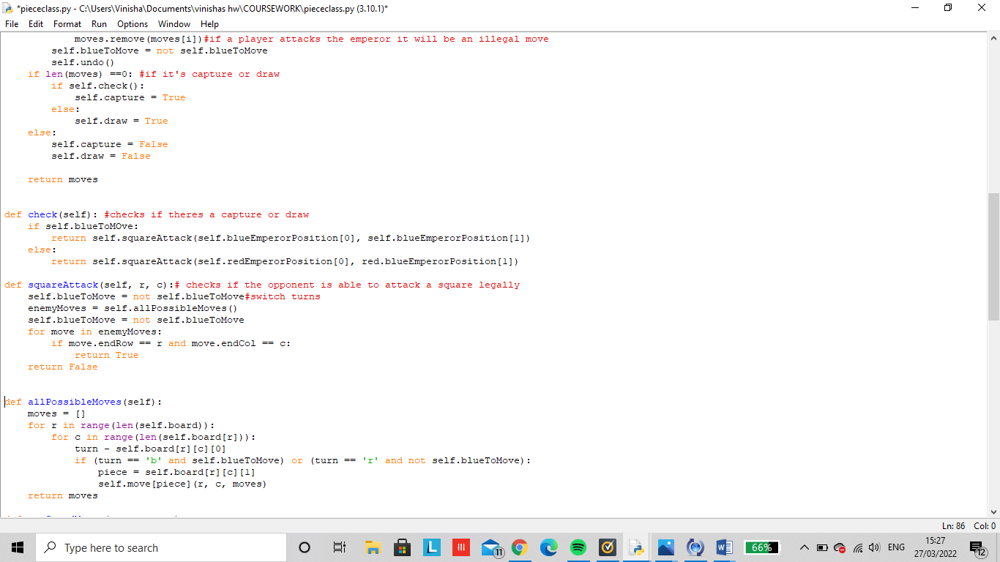 *piececlass.py - C:\Users\Vinisha\Documents\vinishas hw\COURSEWORK\piececlass.py (3.10.1)*
File Edit Format Run Options Window Help
            moves.remove(moves[i])#if a player attacks the emperor it will be an illegal move
        self.blueToMove = not self.blueToMove
        self.undo()
    if len(moves) ==0: #if it's capture or draw
        if self.check():
            self.capture = True
        else:
            self.draw = True
    else:
        self.capture = False
        self.draw = False
    return moves
def check(self): #checks if theres a capture or draw
    if self.blueToMOve:
        return self.squareAttack(self.blueEmperorPosition[0], self.blueEmperorPosition[1])
    else:
        return self.squareAttack(self.redEmperorPosition[0], red.blueEmperorPosition[1])
def squareAttack(self, r, c):# checks if the opponent is able to attack a square legally
    self.blueToMove = not self.blueToMove#switch turns
    enemyMoves = self.allPossibleMoves()
    self.blueToMove = not self.blueToMove
    for move in enemyMoves:
        if move.endRow == r and move.endCol == c:
            return True
    return False
def allPossibleMoves(self):
    moves = []
    for r in range(len(self.board)):
        for c in range(len(self.board[r])):
            turn - self.board[r][c][0]
            if (turn == 'b' and self.blueToMove) or (turn == 'r' and not self.blueToMove):
                piece = self.board[r][c][1]
                self.move[piece](r, c, moves)
    return moves
Ln: 86 Col: 0
Type here to search
L
11
W
66%
ENG
15:27
27/03/2022
12